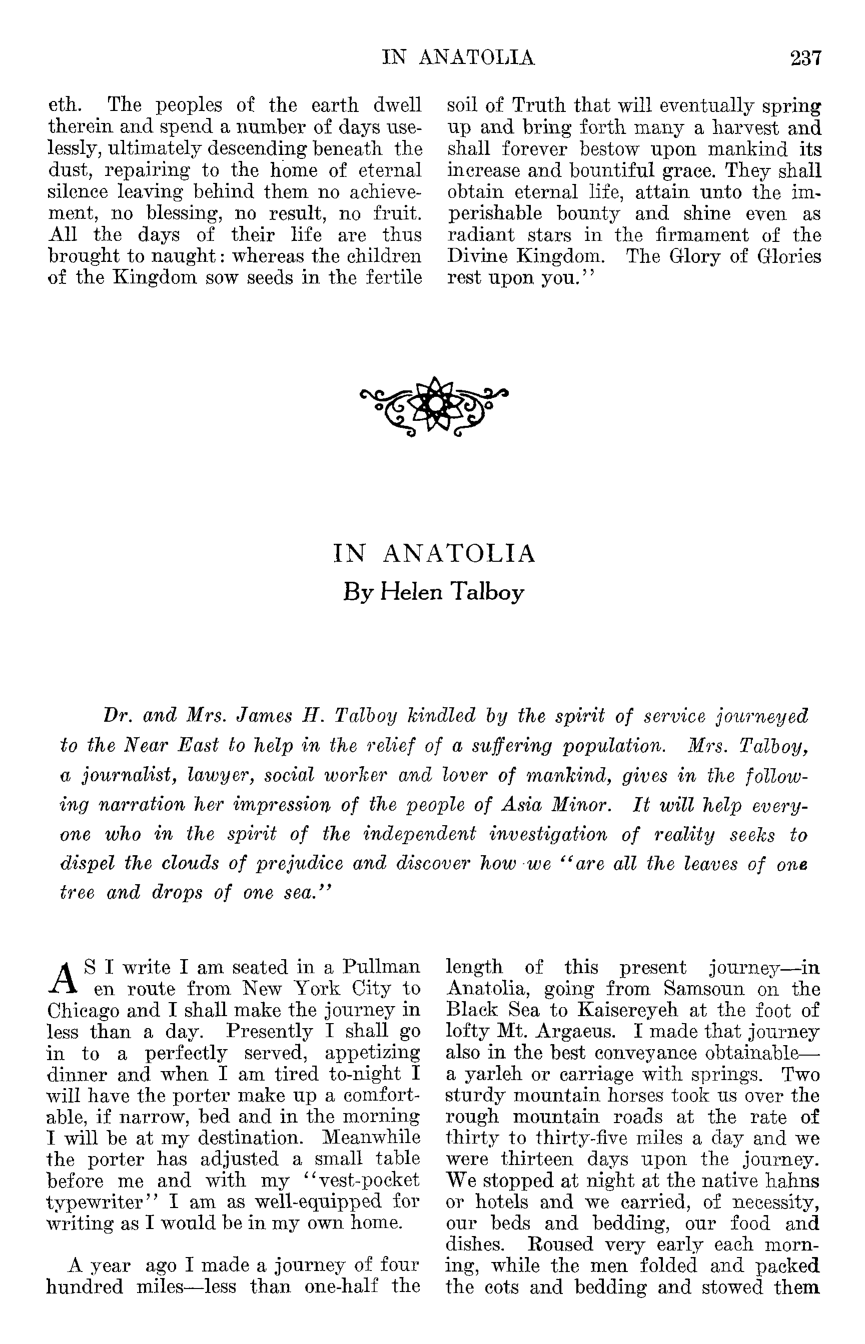 IN ANATOLIA 237
eth. The peoples of the earth dwell
therein and spend a number of days use-
lessly, ultimately descending beneath the
dust, repairing to the home of eternal
silence leaving behind them no achieve-
ment, no blessing, no result, no fruit.
All the days of their life are thus
brought to naught: whereas the children
of the Kingdom sow seeds in the fertile
soil of Truth that will eventually spring
up and bring forth many a harvest and
shall forever bestow upon mankind its
increase and bountiful grace. They shall
obtain eternal life, attain unto the im-
perishable bounty and shine even as
radiant stars in the firmament of the
Divine Kingdom. The Glory of Glories
rest upon you."
IN ANATOLIA
By Helen Talboy
Dr. and Mrs. James H. Talboy kindled by the spirit of service journeyed
to the Near East to help in the relief of a suffering population. Mrs. Talboy,
a journalist, lawyer, social worker and lover of mankind, gives in the follow-
ing narration her impression of the people of Asia Minor. It will help every-
one who in the spirit of the independent investigation of reality seeks to
dispel the clouds of prejudice and discover how we "are all the leaves of one
tree and drops of one sea."
AS I write I am seated in a Pullman
en route from New York City to
Chicago and I shall make the journey in
less than a day. Presently I shall go
in to a perfectly served, appetizing
dinner and when I am tired to-night I
will have the porter make up a comfort-
able, if narrow, bed and in the morning
I will be at my destination. Meanwhile
the porter has adjusted a small table
before me and with my "vest-pocket
typewriter" I am as well-equipped for
writing as I would be in my own home.
A year ago I made a journey of four
hundred miles—less than one-half the
length of this present journey—in
Anatolia, going from Samsoun on the
Black Sea to Kaisereyeh at the foot of
lofty Mt. Argaeus. I made that journey
also in the best conveyance obtainable—
a yarleh or carriage with springs. Two
sturdy mountain horses took us over the
rough mountain roads at the rate of
thirty to thirty-five miles a day and we
were thirteen days upon the journey.
We stopped at night at the native hahns
or hotels and we carried, of necessity,
our beds and bedding, our food and
dishes. Roused very early each morn-
ing, while the men folded and packed
the cots and bedding and stowed them